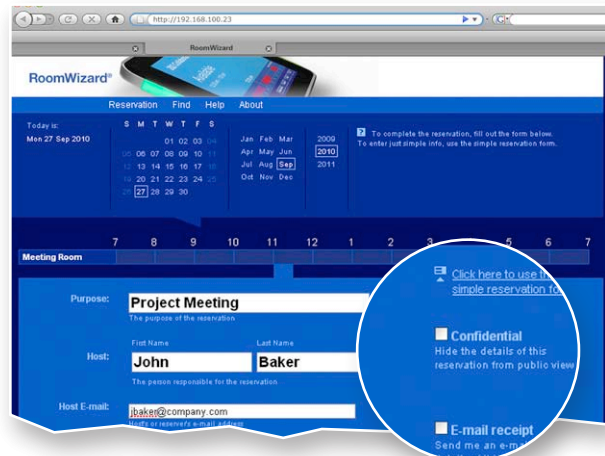 http://192.168.100.23
RoomWizard
RoomWizard®
Reservation Find Help About
Today is:
Mon 27 Sep 2010
S M T W T F S
01 02 03 04
05 06 07 08 09 10 11
12 13 14 15 16 17 18
19 20 21 22 23 24 25
26 27 28 29 30
Jan Feb Mar
Apr May Jun
Jul Aug Sep
Oct Nov Dec
2009
2010
2011
To complete the reservation, fill out the form below.
To enter just simple info, use the simple reservation form.
7 8 9 10 11 12 1 2 3 5 6 7
Meeting Room
Click here to use the
simple reservation fo
Purpose:
Project Meeting
The purpose of the reservation
First Name Last Name
Host:
John Baker
The person responsible for the reservation
Host E-mail:
jbaker@company.com
Host's or reserver's e-mail address
Confidential
Hide the details of this
reservation from public view
E-mail receipt
Send me an e-mai